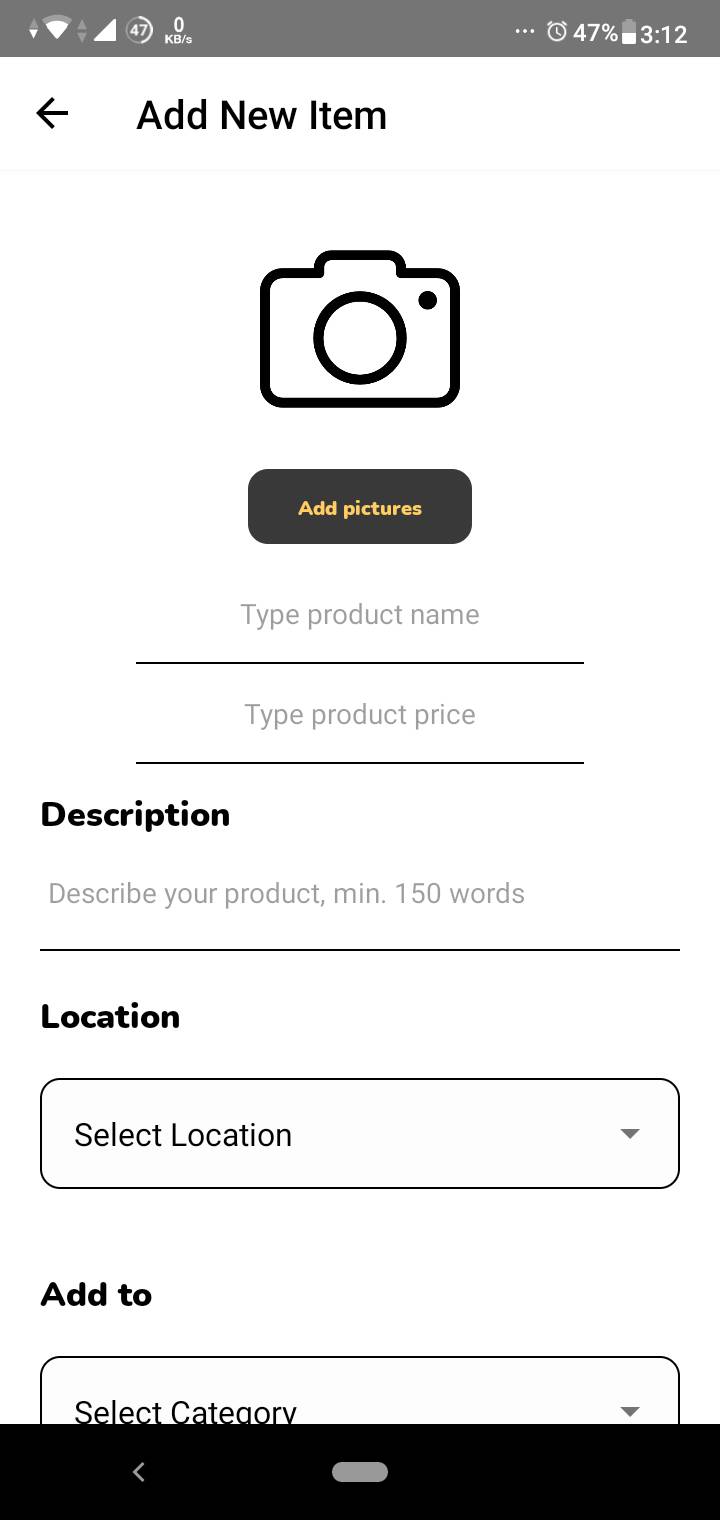 47 0 KB/s ... 47% 3:12
Add New Item
Add pictures
Type product name
Type product price
Description
Describe your product, min. 150 words
Location
Select Location
Add to
Select Category